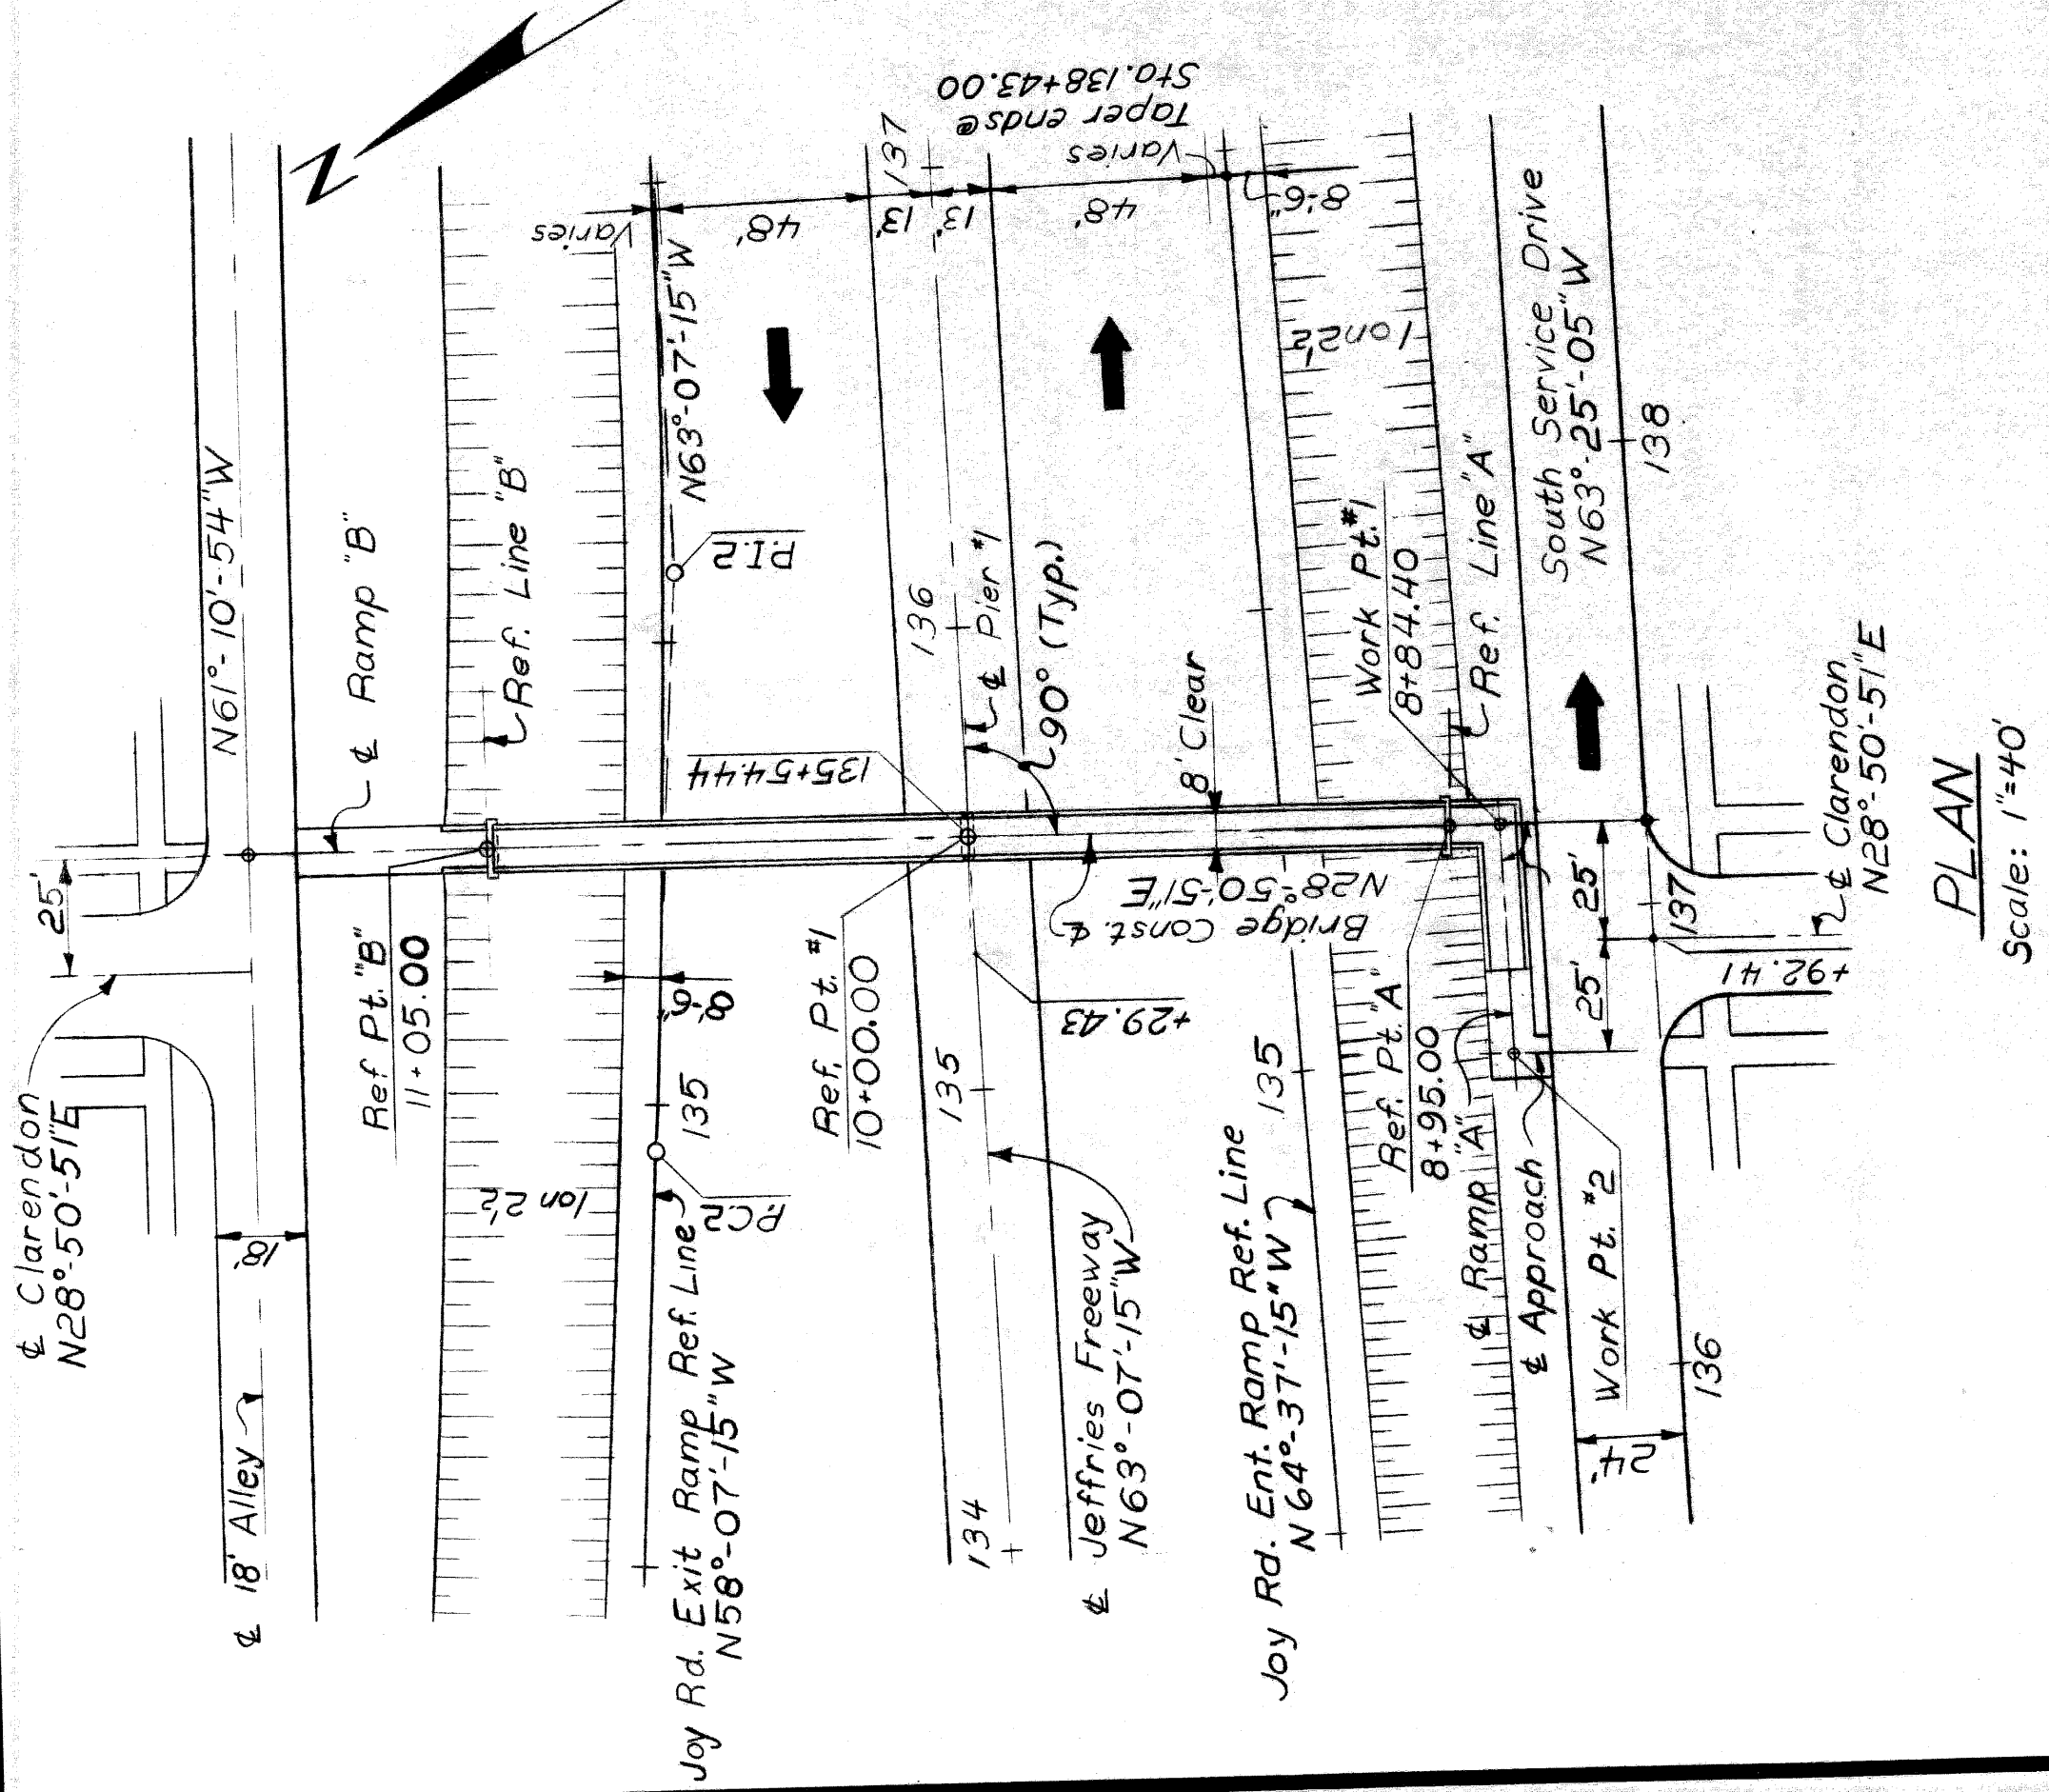 ℄ Clarendon
N28°-50'-51"E
25'
N61°-10'-54"W
N
℄ 18' Alley
18'
℄ Ramp "B"
Ref. Line "B"
Ref Pt. "B"
11+05.00
1 on 2½
Varies
48'
13'
13'
48'
Varies
Taper ends @
Sta. 138+43.00
8'-6"
137
N63°-07'-15"W
P.I.2
135
P.C.2
8'-6"
Joy Rd. Exit Ramp Ref. Line
N58°-07'-15"W
135+54.44
136
℄ Pier #1
90° (Typ.)
Ref. Pt. #1
10+00.00
135
134
+29.43
℄ Jeffries Freeway
N63°-07'-15"W
8' Clear
Bridge Const. ℄
N28°-50'-51"E
Joy Rd. Ent. Ramp Ref. Line
N64°-37'-15"W
135
1 on 2½
Work Pt. #1
8+84.40
Ref. Line "A"
Ref. Pt. "A"
8+95.00
℄ Ramp "A"
℄ Approach
Work Pt. #2
South Service Drive
N63°-25'-05"W
138
25'
25'
137
+92.41
136
24'
℄ Clarendon
N28°-50'-51"E
PLAN
Scale: 1"=40'